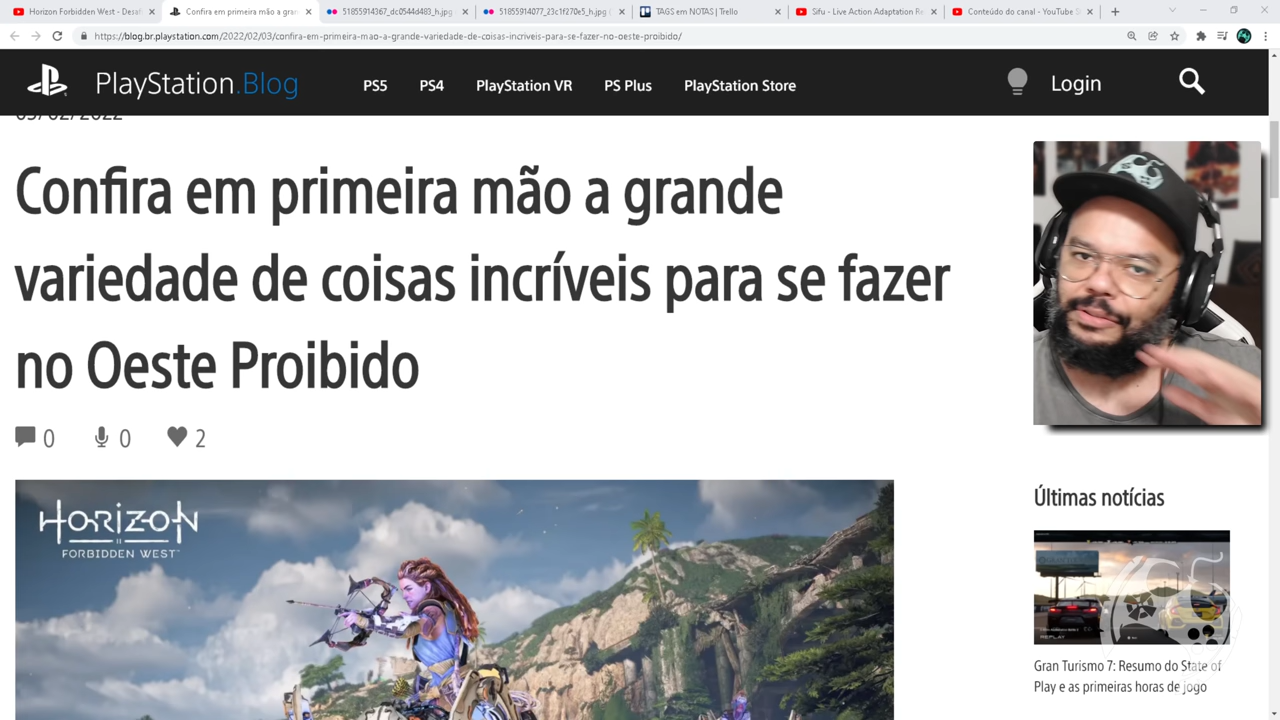 Horizon Forbidden West - Desaf
Confira em primeira mão a gran
51855914367_dc0544d483_h.jpg (
51855914077_23c1f270e5_h.jpg (
TAGS em NOTAS | Trello
Sifu - Live Action Adaptation Re
Conteúdo do canal - YouTube S
https://blog.br.playstation.com/2022/02/03/confira-em-primeira-mao-a-grande-variedade-de-coisas-incriveis-para-se-fazer-no-oeste-proibido/
PlayStation.Blog
PS5
PS4
PlayStation VR
PS Plus
PlayStation Store
Login
03/02/2022
Confira em primeira mão a grande
variedade de coisas incríveis para se fazer
no Oeste Proibido
0
0
2
HORIZON
FORBIDDEN WEST
Últimas notícias
REPLAY
Gran Turismo 7: Resumo do State of
Play e as primeiras horas de jogo